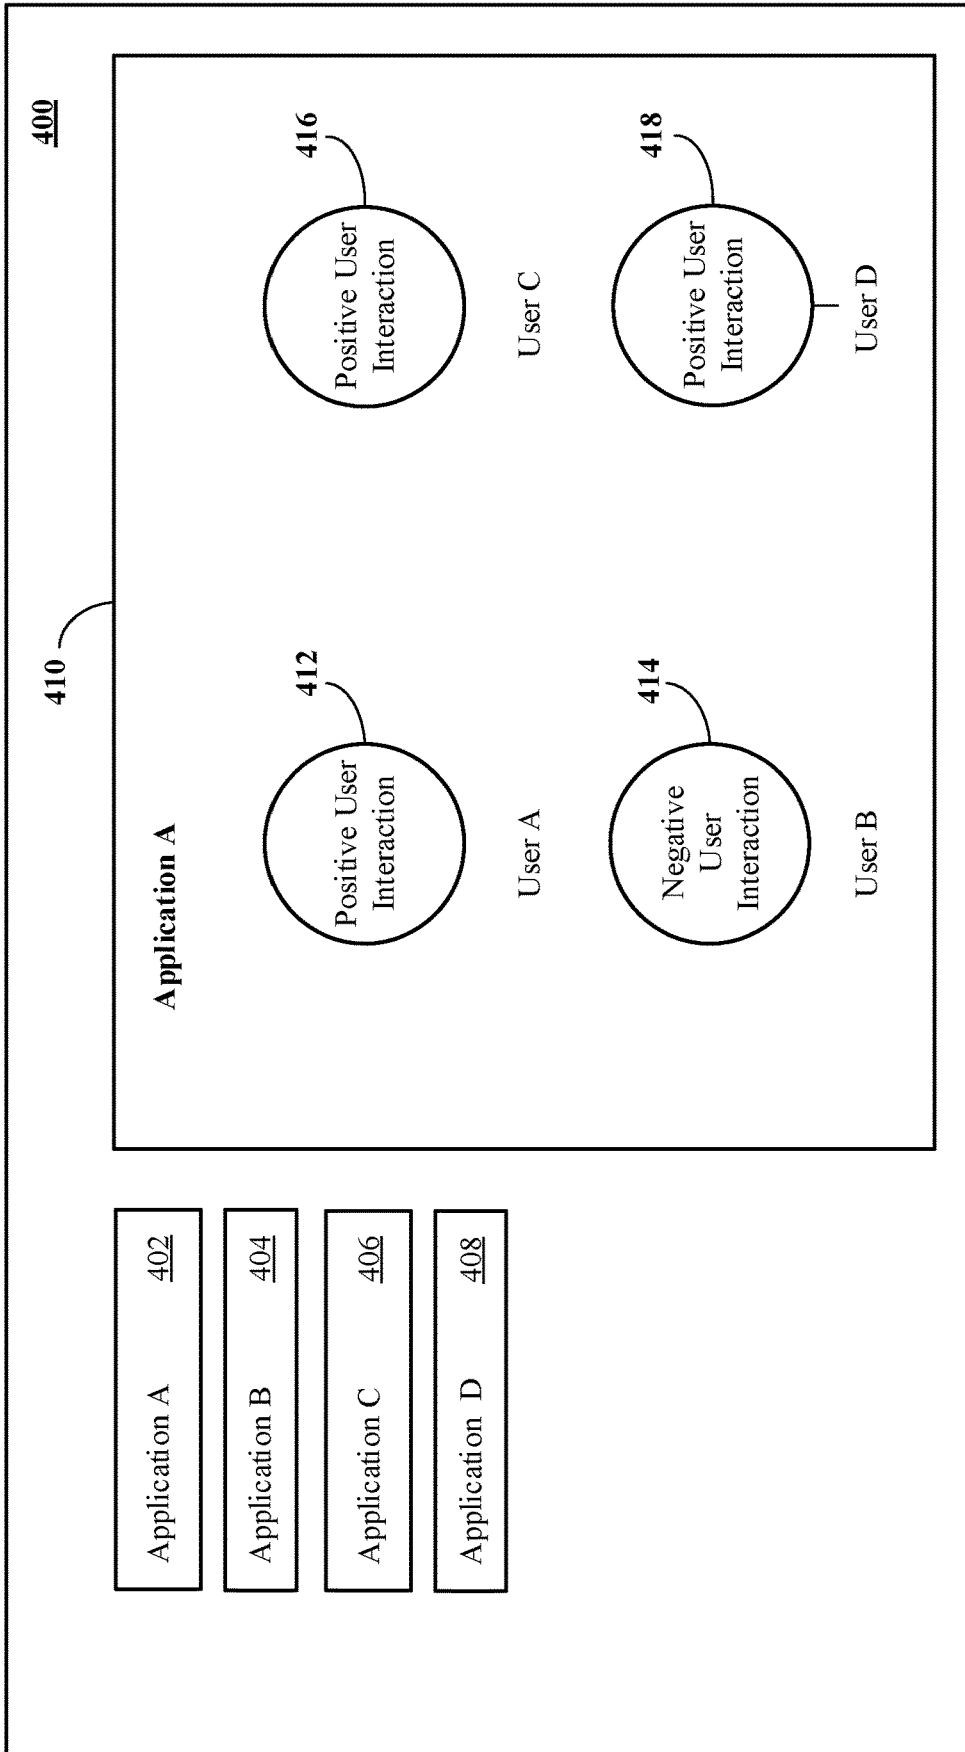 400
410
Application A 402
Application B 404
Application C 406
Application D 408
Application A
412
Positive User
Interaction
User A
416
Positive User
Interaction
User C
414
Negative
User
Interaction
User B
418
Positive User
Interaction
User D